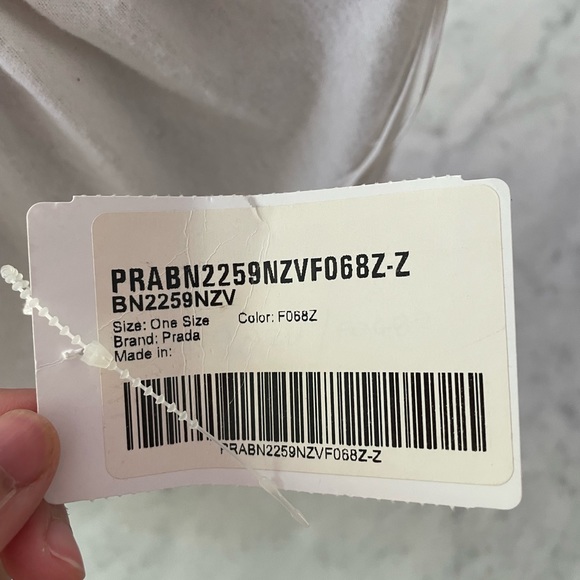 PRABN2259NZVF068Z-Z
BN2259NZV
Size: One Size Color: F068Z
Brand: Prada
Made in:
PRABN2259NZVF068Z-Z